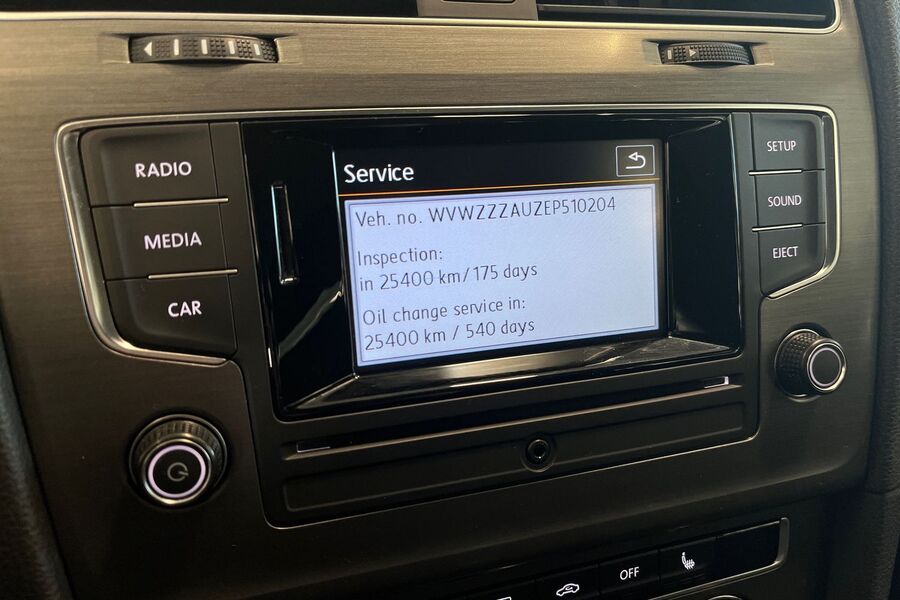 RADIO
MEDIA
CAR
Service
Veh. no. WVWZZZAUZEP510204
Inspection:
in 25400 km/ 175 days
Oil change service in:
25400 km / 540 days
SETUP
SOUND
EJECT
OFF